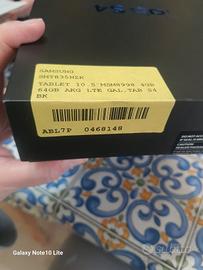 SAMSUNG
SMT835NZK
TABLET 10.5 MSM8998 4GB
64GB AKG LTE GAL.TAB S4
BK
ABL7P 0468148
Galaxy Note10 Lite